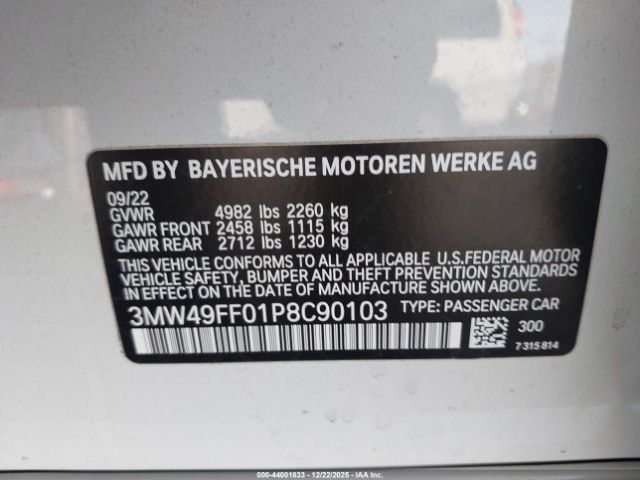 MFD BY BAYERISCHE MOTOREN WERKE AG
09/22
GVWR 4982 lbs 2260 kg
GAWR FRONT 2458 lbs 1115 kg
GAWR REAR 2712 lbs 1230 kg
THIS VEHICLE CONFORMS TO ALL APPLICABLE U.S.FEDERAL MOTOR
VEHICLE SAFETY, BUMPER AND THEFT PREVENTION STANDARDS
IN EFFECT ON THE DATE OF MANUFACTURE SHOWN ABOVE.
3MW49FF01P8C90103 TYPE: PASSENGER CAR
300
7 315 814
000-44001833 - 12/22/2025 - IAA Inc.